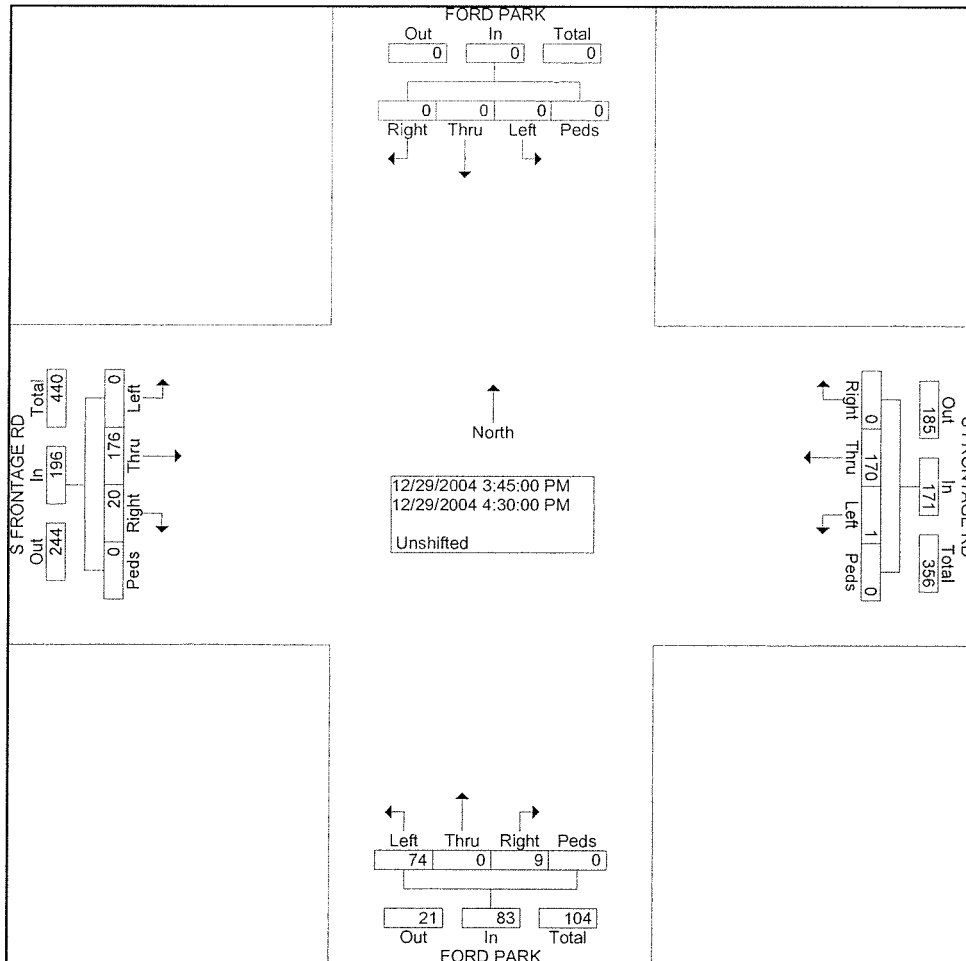 FORD PARK
Out In Total
0 0 0
0 0 0 0
Right Thru Left Peds
S FRONTAGE RD
Total In Out
440 196 244
0 176 20 0
Left Thru Right Peds
North
12/29/2004 3:45:00 PM
12/29/2004 4:30:00 PM
Unshifted
Right Thru Left Peds
0 170 1 0
Out In Total
185 171 356
FRONTAGE RD
Left Thru Right Peds
74 0 9 0
21 83 104
Out In Total
FORD PARK